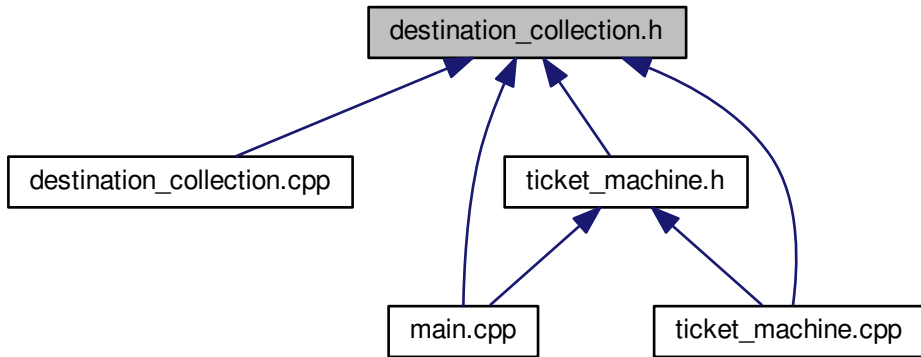 destination_collection.h
destination_collection.cpp
ticket_machine.h
main.cpp
ticket_machine.cpp